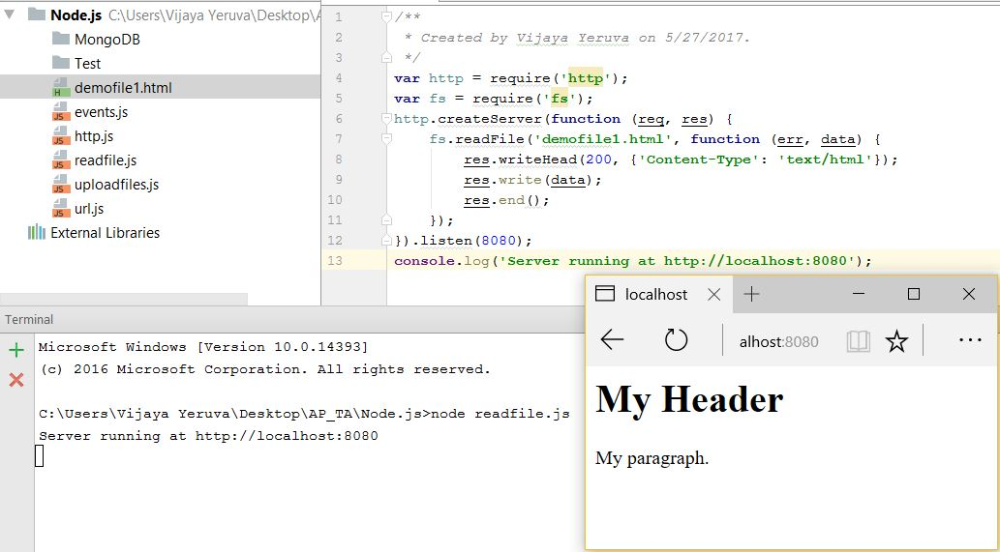 Node.js C:\Users\Vijaya Yeruva\Desktop\A
MongoDB
Test
demofile1.html
events.js
http.js
readfile.js
uploadfiles.js
url.js
External Libraries
1 /**
2  * Created by Vijaya Yeruva on 5/27/2017.
3  */
4 var http = require('http');
5 var fs = require('fs');
6 http.createServer(function (req, res) {
7     fs.readFile('demofile1.html', function (err, data) {
8         res.writeHead(200, {'Content-Type': 'text/html'});
9         res.write(data);
10         res.end();
11     });
12 }).listen(8080);
13 console.log('Server running at http://localhost:8080');
Terminal
Microsoft Windows [Version 10.0.14393]
(c) 2016 Microsoft Corporation. All rights reserved.
C:\Users\Vijaya Yeruva\Desktop\AP_TA\Node.js>node readfile.js
Server running at http://localhost:8080
localhost
alhost:8080
My Header
My paragraph.